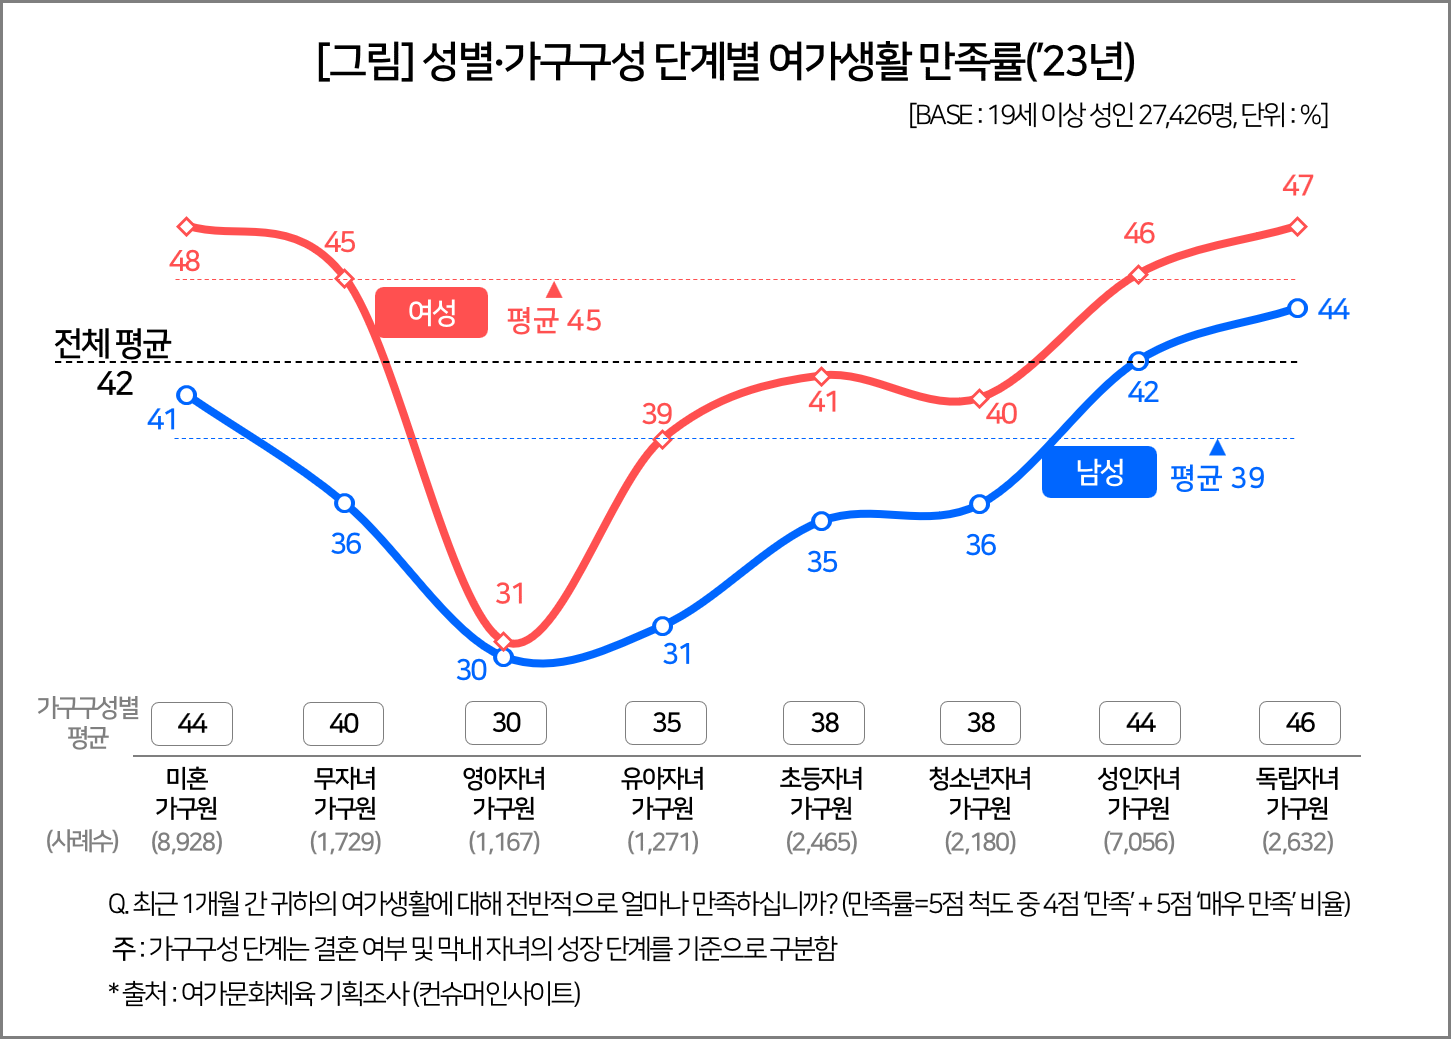 [그림] 성별·가구구성 단계별 여가생활 만족률(’23년)
[BASE : 19세 이상 성인 27,426명, 단위 : %]
48 45 31 39 41 40 46 47
여성
▲
평균 45
전체 평균
42
41 36 30 31 35 36 42 44
남성
▲
평균 39
가구구성별
평균
44 40 30 35 38 38 44 46
미혼 무자녀 영아자녀 유아자녀 초등자녀 청소년자녀 성인자녀 독립자녀
가구원 가구원 가구원 가구원 가구원 가구원 가구원 가구원
(사례수) (8,928) (1,729) (1,167) (1,271) (2,465) (2,180) (7,056) (2,632)
Q. 최근 1개월 간 귀하의 여가생활에 대해 전반적으로 얼마나 만족하십니까? (만족률=5점 척도 중 4점 ‘만족’ + 5점 ‘매우 만족’ 비율)
주 : 가구구성 단계는 결혼 여부 및 막내 자녀의 성장 단계를 기준으로 구분함
* 출처 : 여가문화체육 기획조사 (컨슈머인사이트)